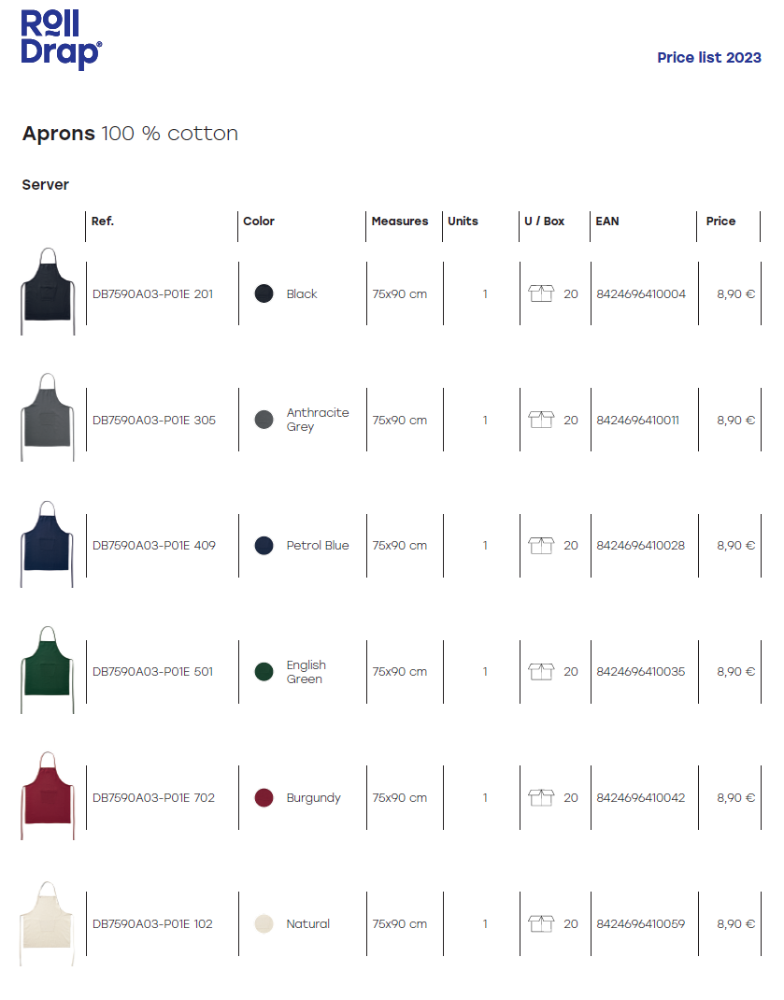 Roll
Drap®
Price list 2023
Aprons 100 % cotton
Server
Ref. Color Measures Units U / Box EAN Price
DB7590A03-P01E 201 Black 75x90 cm 1 20 8424696410004 8,90 €
DB7590A03-P01E 305 Anthracite Grey 75x90 cm 1 20 8424696410011 8,90 €
DB7590A03-P01E 409 Petrol Blue 75x90 cm 1 20 8424696410028 8,90 €
DB7590A03-P01E 501 English Green 75x90 cm 1 20 8424696410035 8,90 €
DB7590A03-P01E 702 Burgundy 75x90 cm 1 20 8424696410042 8,90 €
DB7590A03-P01E 102 Natural 75x90 cm 1 20 8424696410059 8,90 €